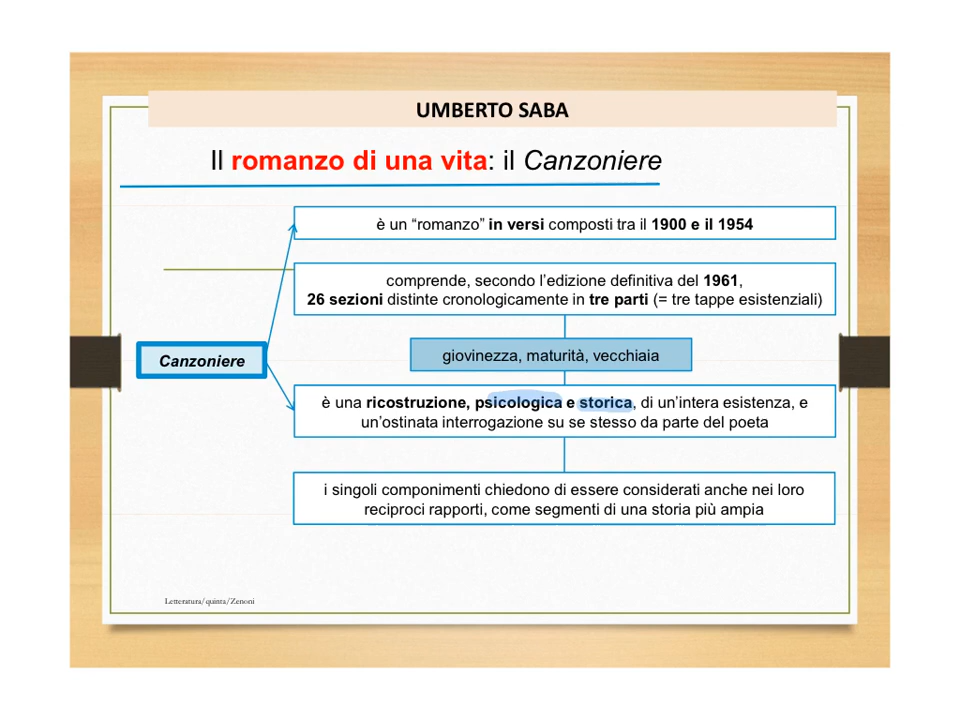 UMBERTO SABA
Il romanzo di una vita: il Canzoniere
è un “romanzo” in versi composti tra il 1900 e il 1954
comprende, secondo l’edizione definitiva del 1961,
26 sezioni distinte cronologicamente in tre parti (= tre tappe esistenziali)
giovinezza, maturità, vecchiaia
Canzoniere
è una ricostruzione, psicologica e storica, di un’intera esistenza, e
un’ostinata interrogazione su se stesso da parte del poeta
i singoli componimenti chiedono di essere considerati anche nei loro
reciproci rapporti, come segmenti di una storia più ampia
Letteratura/quinta/Zenoni